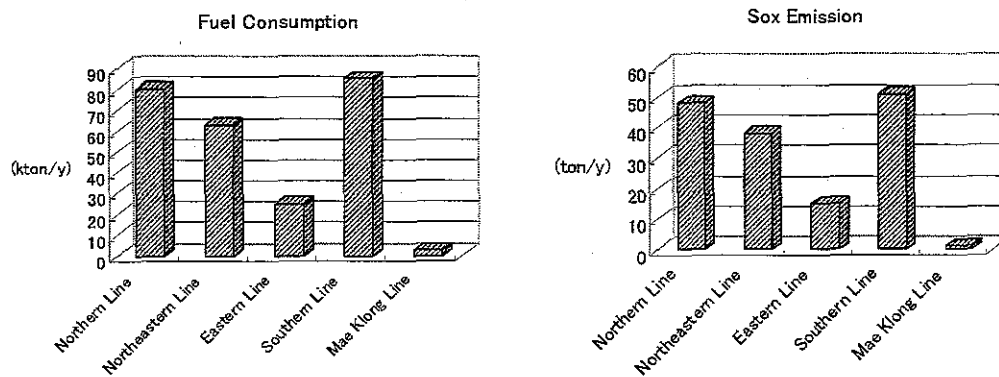 Fuel Consumption
(kton/y)
90
80
70
60
50
40
30
20
10
0
Northern Line
Northeastern Line
Eastern Line
Southern Line
Mae Klong Line
Sox Emission
(ton/y)
60
50
40
30
20
10
0
Northern Line
Northeastern Line
Eastern Line
Southern Line
Mae Klong Line